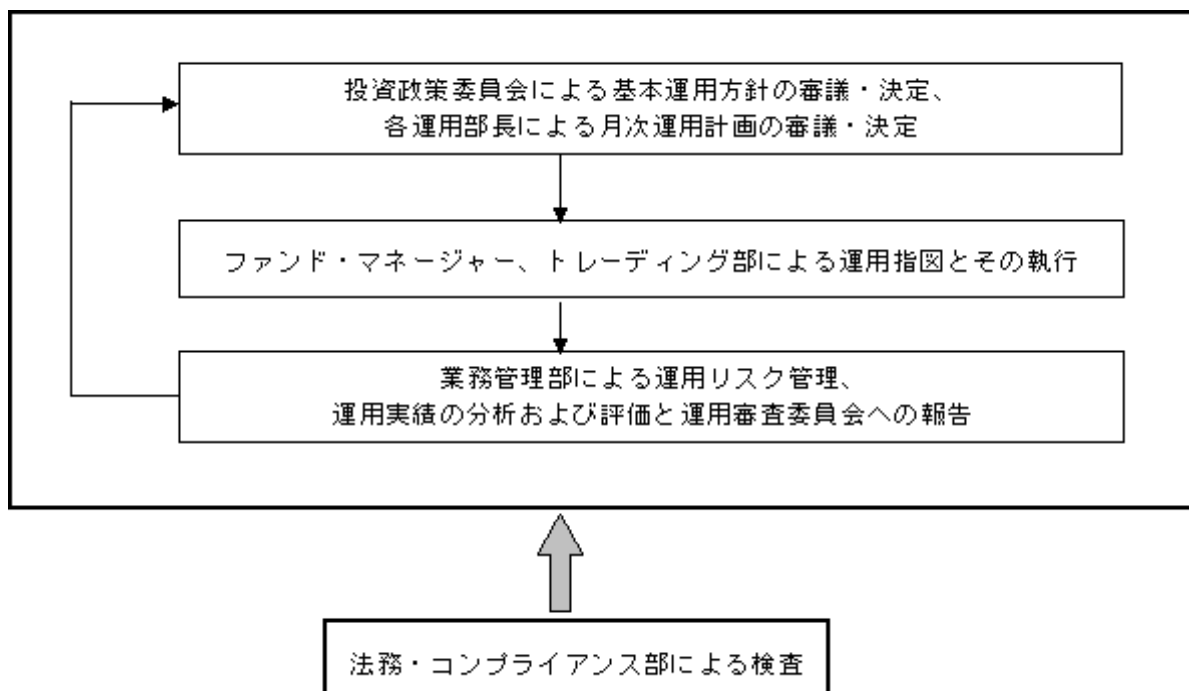 投資政策委員会による基本運用方針の審議・決定、
各運用部長による月次運用計画の審議・決定
ファンド・マネージャー、トレーディング部による運用指図とその執行
業務管理部による運用リスク管理、
運用実績の分析および評価と運用審査委員会への報告
法務・コンプライアンス部による検査